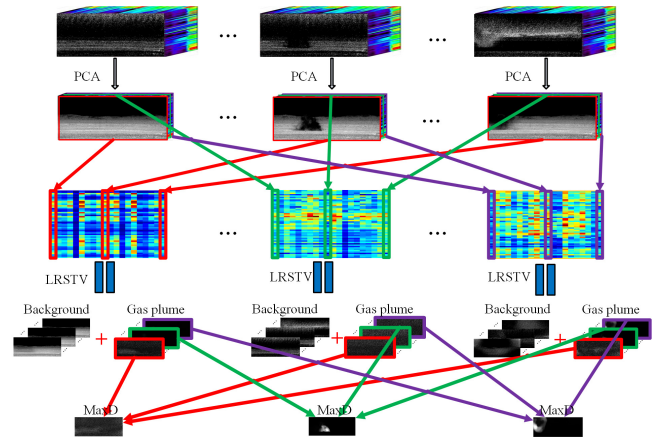 ... ...
PCA PCA PCA
... ...
... ...
LRSTV LRSTV LRSTV
Background Gas plume Background Gas plume Background Gas plume
+ + +
MaxD MaxD MaxD